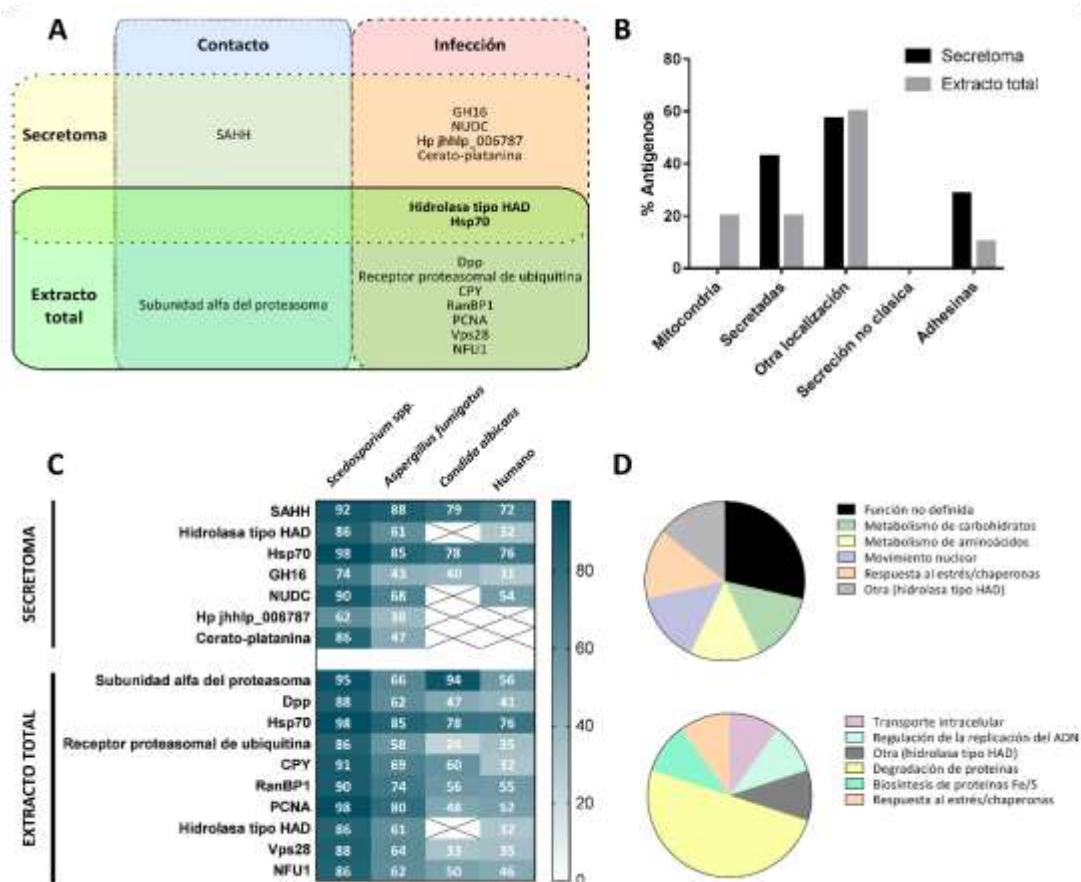 A
Contacto
Infección
Secretoma
SAHH
GH16
NUDC
Hp jhhlp_006787
Cerato-platanina
Hidrolasa tipo HAD
Hsp70
Extracto
total
Subunidad alfa del proteasoma
Dpp
Receptor proteasomal de ubiquitina
CPY
RanBP1
PCNA
Vps28
NFU1
B
Secretoma
Extracto total
% Antígenos
80
60
40
20
0
Mitocondria
Secretadas
Otra localización
Secreción no clásica
Adhesinas
C
Scedosporium spp.
Aspergillus fumigatus
Candida albicans
Humano
SECRETOMA
SAHH 92 88 79 72
Hidrolasa tipo HAD 86 61 32
Hsp70 98 85 78 76
GH16 74 43 40 31
NUDC 90 68 54
Hp jhhlp_006787 62 30
Cerato-platanina 86 47
EXTRACTO TOTAL
Subunidad alfa del proteasoma 95 66 94 56
Dpp 88 62 47 41
Hsp70 98 85 78 76
Receptor proteasomal de ubiquitina 86 58 35
CPY 91 69 60 32
RanBP1 90 74 56 55
PCNA 98 80 48 52
Hidrolasa tipo HAD 86 61 32
Vps28 88 64 33 35
NFU1 86 62 50 46
80
60
40
20
0
D
Función no definida
Metabolismo de carbohidratos
Metabolismo de aminoácidos
Movimiento nuclear
Respuesta al estrés/chaperonas
Otra (hidrolasa tipo HAD)
Transporte intracelular
Regulación de la replicación del ADN
Otra (hidrolasa tipo HAD)
Degradación de proteínas
Biosíntesis de proteínas Fe/S
Respuesta al estrés/chaperonas